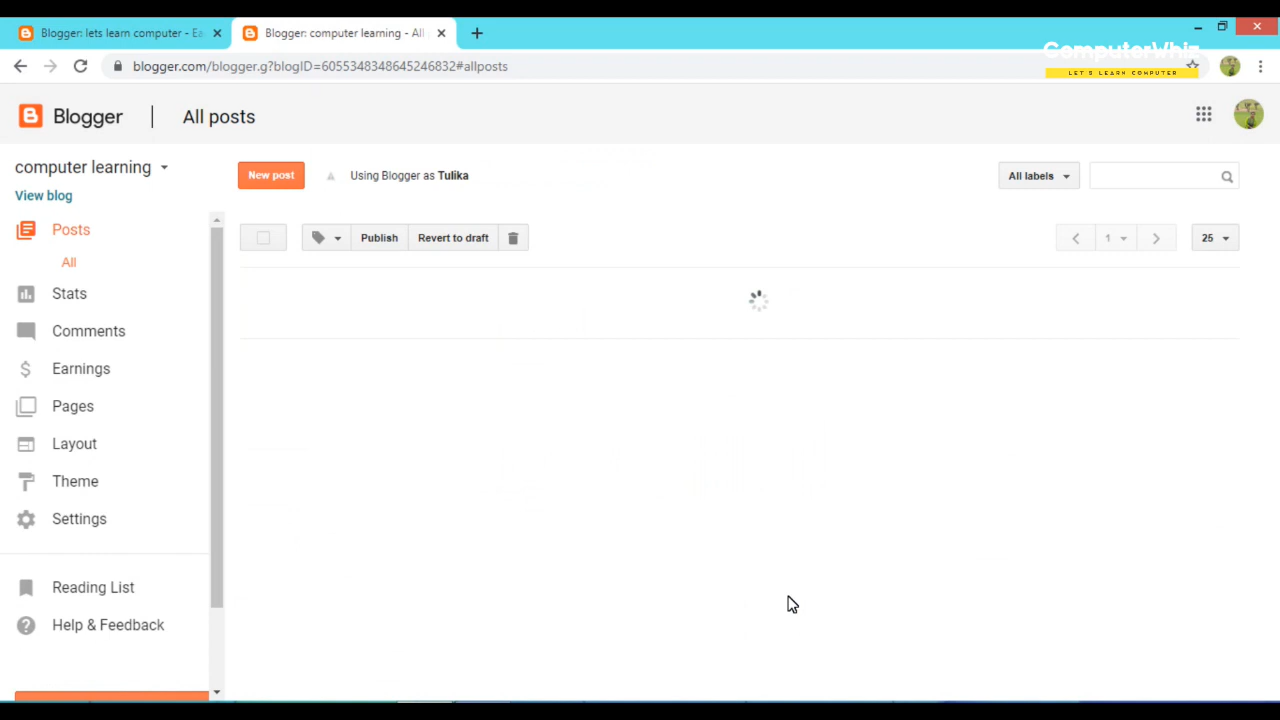 Blogger: lets learn computer - Ea
Blogger: computer learning - All
blogger.com/blogger.g?blogID=6055348348645246832#allposts
ComputerWhiz
LET'S LEARN COMPUTER
Blogger
All posts
computer learning
View blog
New post
Using Blogger as Tulika
All labels
Posts
All
Publish
Revert to draft
1
25
Stats
Comments
Earnings
Pages
Layout
Theme
Settings
Reading List
Help & Feedback